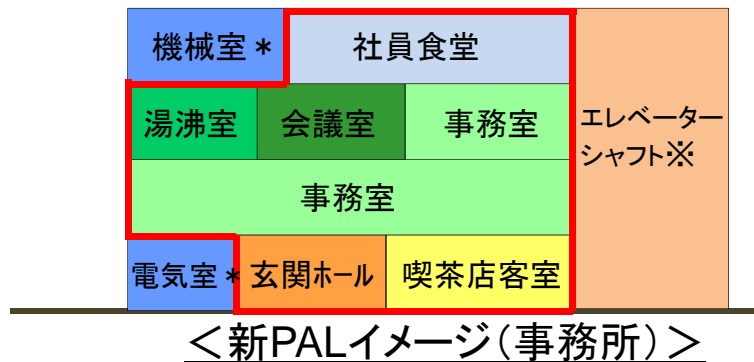 機械室＊
社員食堂
湯沸室
会議室
事務室
エレベーター
シャフト※
事務室
電気室＊
玄関ホール
喫茶店客室
＜新PALイメージ（事務所）＞